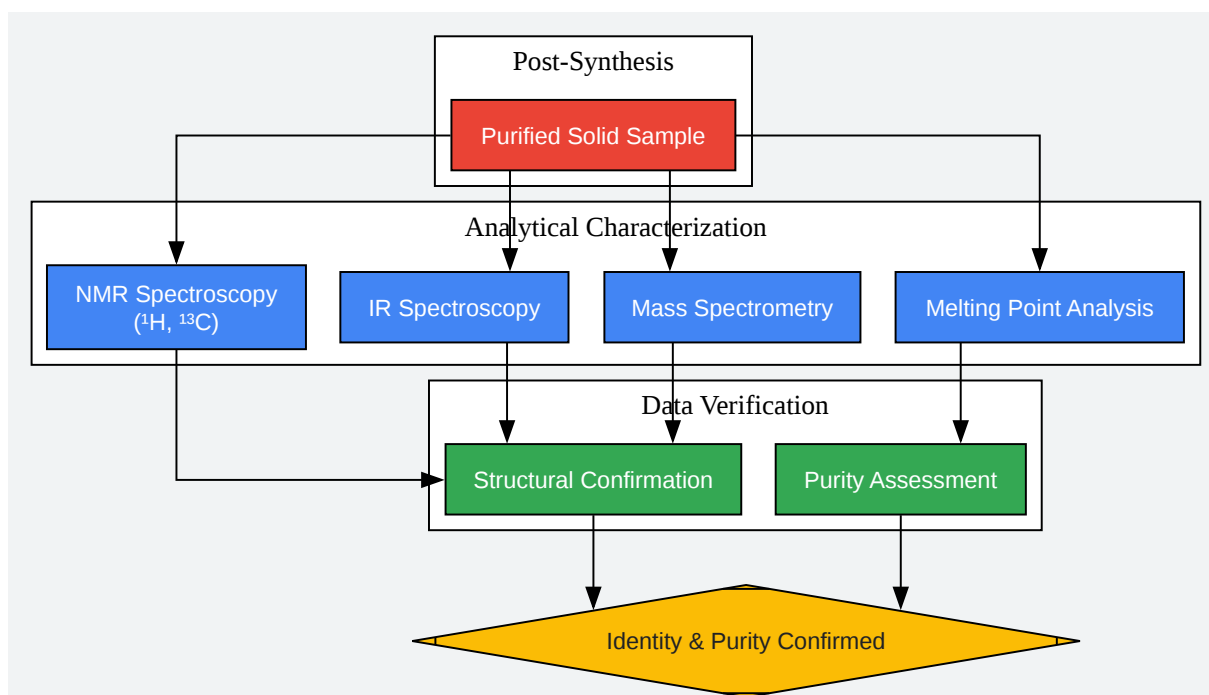 Post-Synthesis
Purified Solid Sample
Analytical Characterization
NMR Spectroscopy
(¹H, ¹³C)
IR Spectroscopy
Mass Spectrometry
Melting Point Analysis
Data Verification
Structural Confirmation
Purity Assessment
Identity & Purity Confirmed